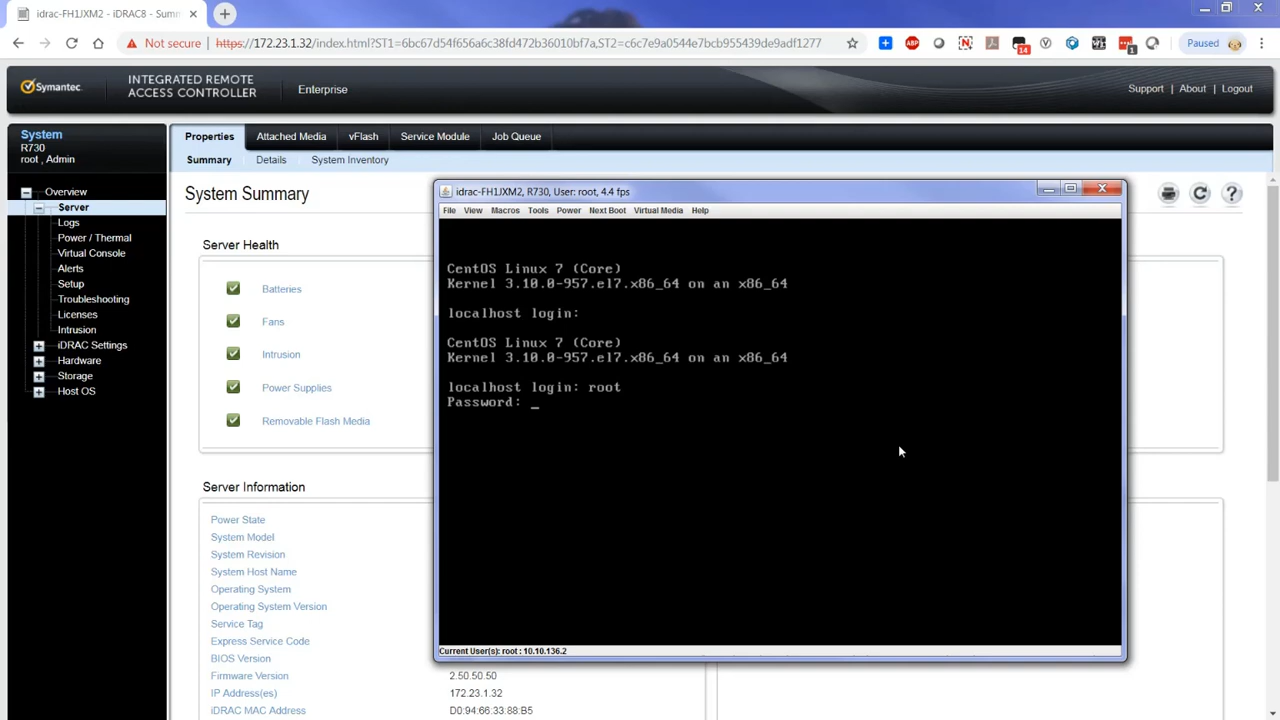 idrac-FH1JXM2 - iDRAC8 - Summ
Not secure
https://172.23.1.32/index.html?ST1=6bc67d54f656a6c38fd472b36010bf7a,ST2=c6c7e9a0544e7bcb955439de9adf1277
ABP
14
1
Paused
Symantec.
INTEGRATED REMOTE
ACCESS CONTROLLER
Enterprise
Support | About | Logout
System
R730
root , Admin
Properties
Attached Media
vFlash
Service Module
Job Queue
Summary
Details
System Inventory
Overview
Server
Logs
Power / Thermal
Virtual Console
Alerts
Setup
Troubleshooting
Licenses
Intrusion
iDRAC Settings
Hardware
Storage
Host OS
System Summary
Server Health
Batteries
Fans
Intrusion
Power Supplies
Removable Flash Media
Server Information
Power State
System Model
System Revision
System Host Name
Operating System
Operating System Version
Service Tag
Express Service Code
BIOS Version
Firmware Version 2.50.50.50
IP Address(es) 172.23.1.32
iDRAC MAC Address D0:94:66:33:88:B5
idrac-FH1JXM2, R730, User: root, 4.4 fps
File View Macros Tools Power Next Boot Virtual Media Help
CentOS Linux 7 (Core)
Kernel 3.10.0-957.el7.x86_64 on an x86_64
localhost login:
CentOS Linux 7 (Core)
Kernel 3.10.0-957.el7.x86_64 on an x86_64
localhost login: root
Password: _
Current User(s): root : 10.10.136.2